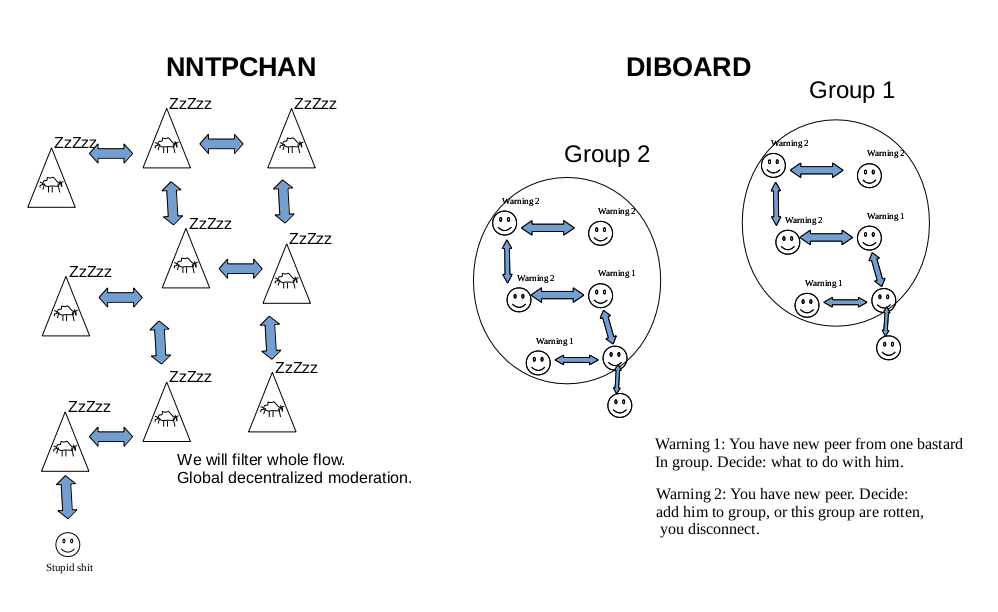 NNTPCHAN
ZzZzz
ZzZzz
ZzZzz
ZzZzz
ZzZzz
ZzZzz
ZzZzz
ZzZzz
ZzZzz
We will filter whole flow.
Global decentralized moderation.
Stupid shit
DIBOARD
Group 2
Warning 2
Warning 2
Warning 2
Warning 1
Warning 1
Group 1
Warning 2
Warning 2
Warning 2
Warning 1
Warning 1
Warning 1: You have new peer from one bastard
In group. Decide: what to do with him.
Warning 2: You have new peer. Decide:
add him to group, or this group are rotten,
you disconnect.